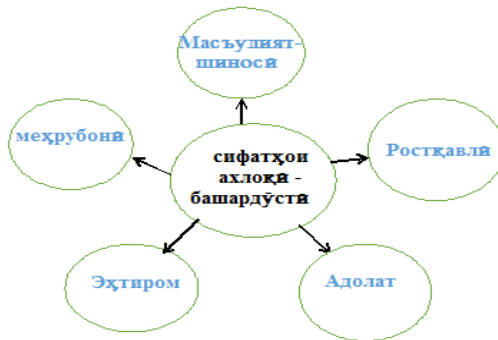 Масъулият-
шиносӣ
меҳрубонӣ
сифатҳои
ахлоқӣ -
башардӯстӣ
Ростқавлӣ
Эҳтиром
Адолат